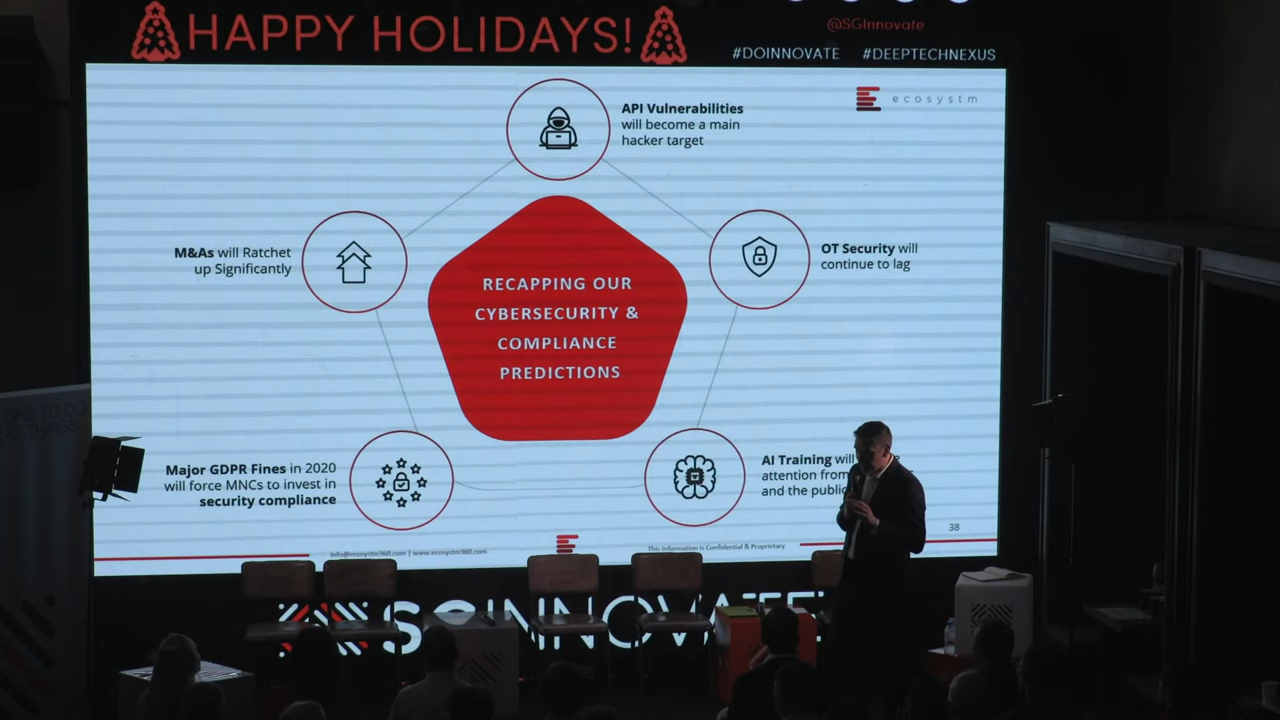 HAPPY HOLIDAYS!
@SGInnovate
#DOINNOVATE #DEEPTECHNEXUS
ecosystm
API Vulnerabilities
will become a main
hacker target
M&As will Ratchet
up Significantly
OT Security will
continue to lag
RECAPPING OUR
CYBERSECURITY &
COMPLIANCE
PREDICTIONS
Major GDPR Fines in 2020
will force MNCs to invest in
security compliance
AI Training will
attention from
and the public
38
info@ecosystm360.com | www.ecosystm360.com
This Information is Confidential & Proprietary
SGINNOVATE